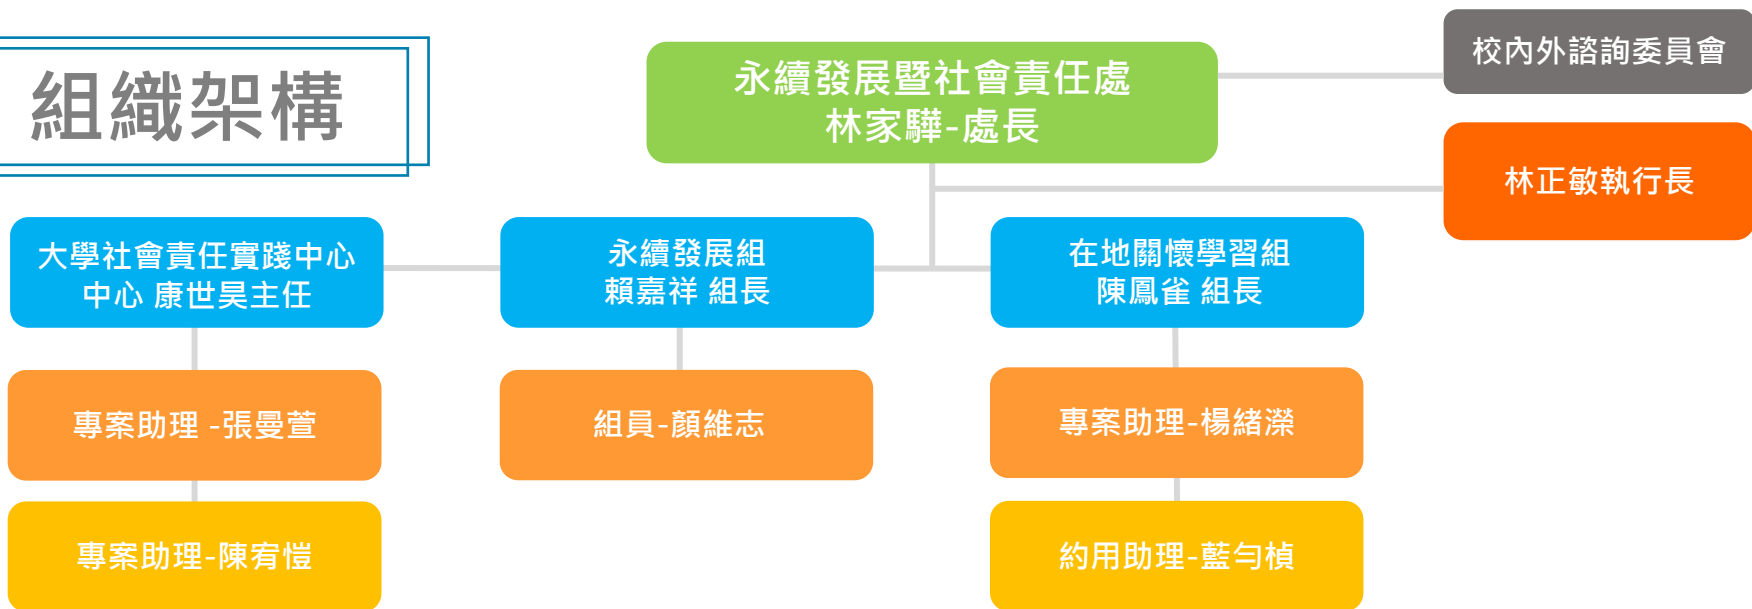 組織架構
永續發展暨社會責任處
林家驊-處長
校內外諮詢委員會
林正敏執行長
大學社會責任實踐中心
中心 康世昊主任
永續發展組
賴嘉祥 組長
在地關懷學習組
陳鳳雀 組長
專案助理 -張曼萱
組員-顏維志
專案助理-楊緒濚
專案助理-陳宥愷
約用助理-藍勻楨